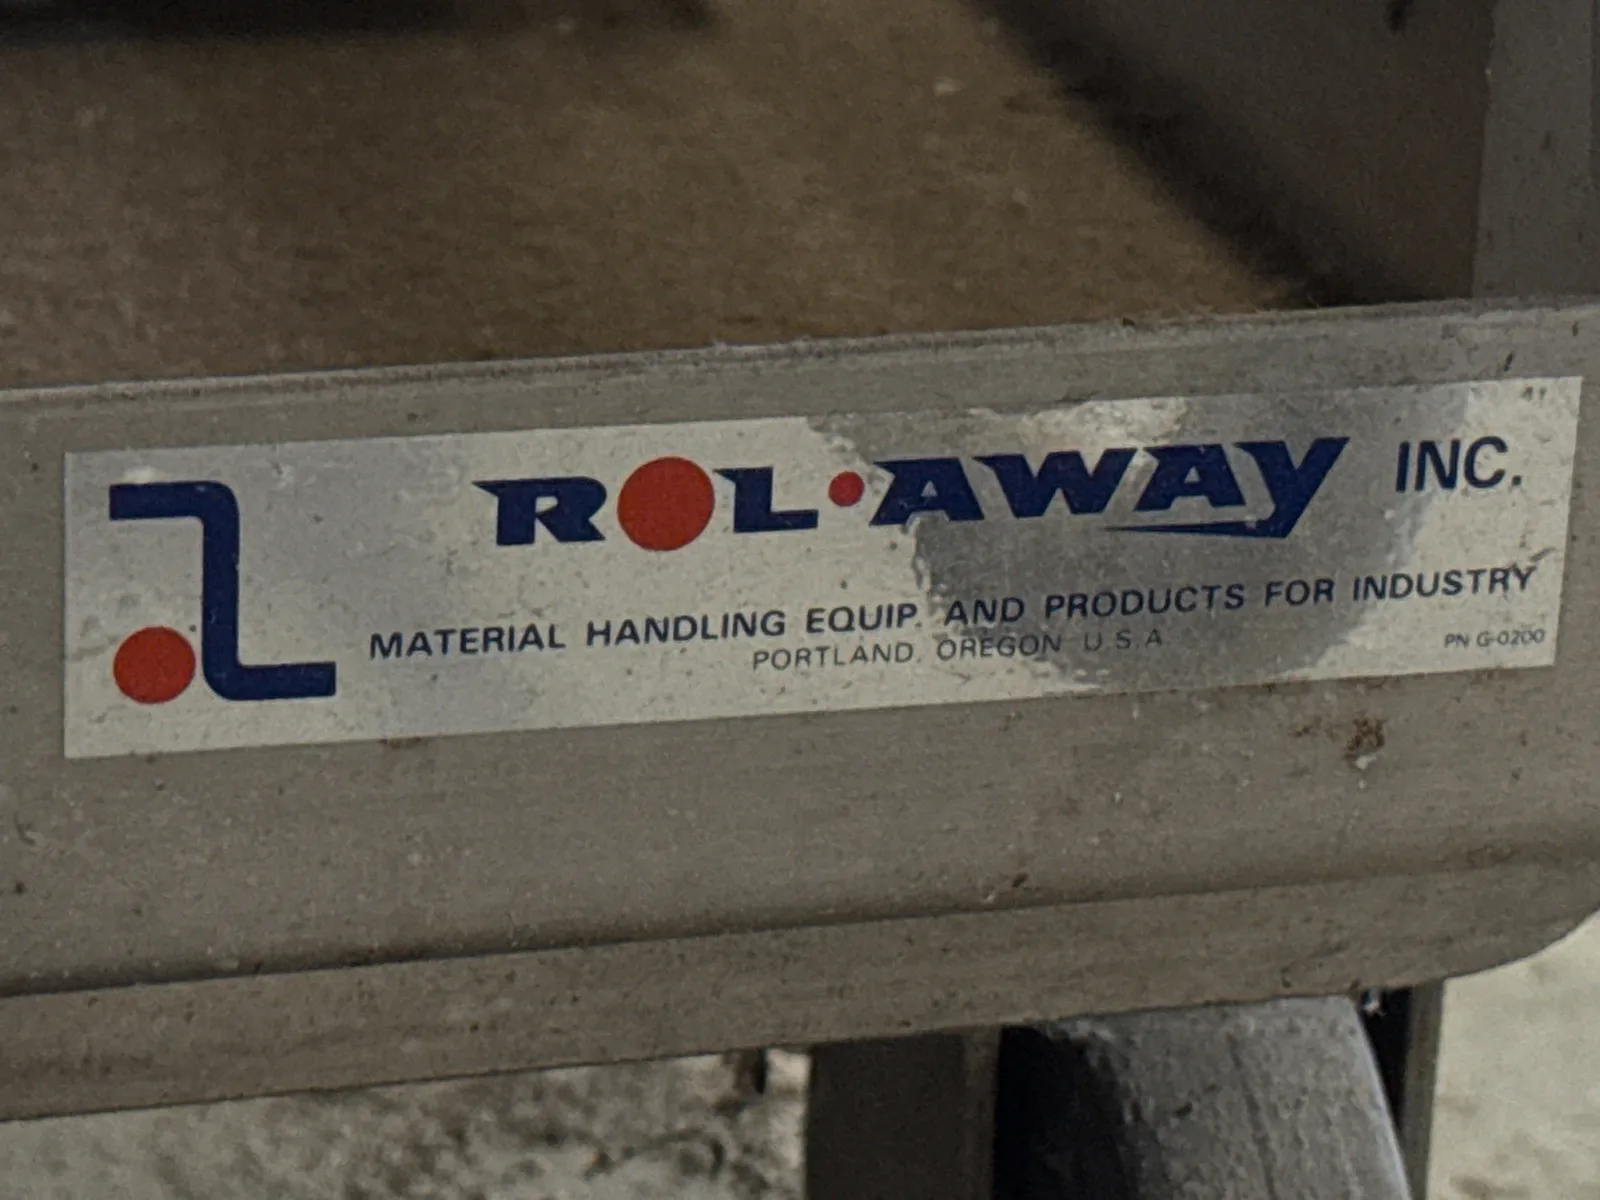 ROL·AWAY INC.
MATERIAL HANDLING EQUIP. AND PRODUCTS FOR INDUSTRY
PORTLAND, OREGON U.S.A.
PN G-0200